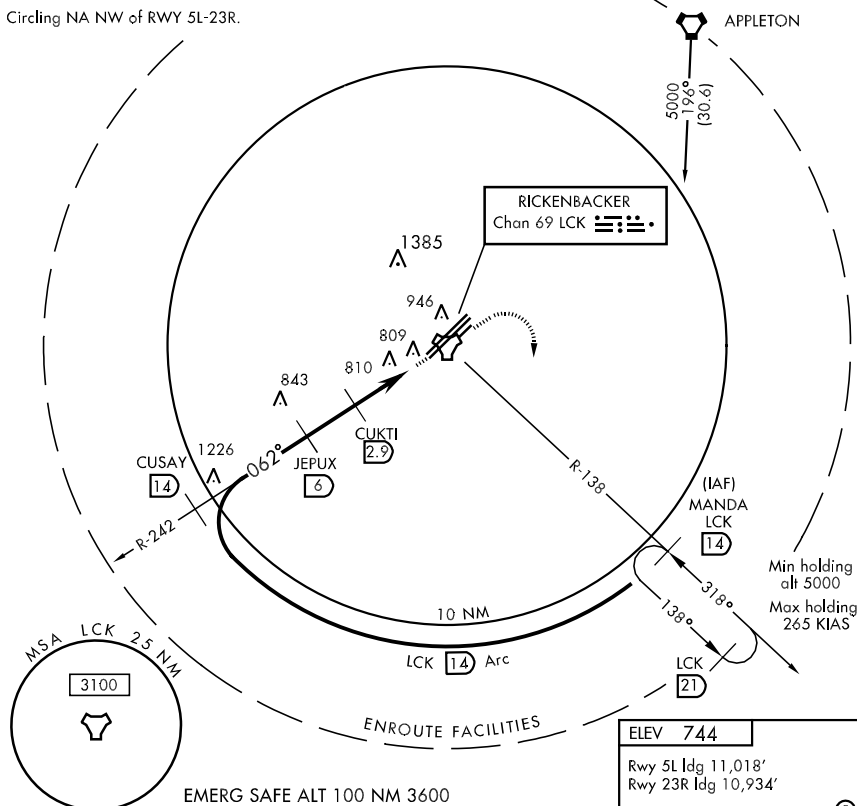 Circling NA NW of RWY 5L-23R.
APPLETON
5000
196°
(30.6)
RICKENBACKER
Chan 69 LCK
1385
946
809
810
843
CUKTI
2.9
1226
CUSAY
14
062°
JEPUX
6
R-242
R-138
(IAF)
MANDA
LCK
14
Min holding
alt 5000
Max holding
265 KIAS
318°
138°
10 NM
LCK 14 Arc
LCK
21
MSA LCK 25 NM
3100
ENROUTE FACILITIES
EMERG SAFE ALT 100 NM 3600
ELEV 744
Rwy 5L ldg 11,018'
Rwy 23R ldg 10,934'